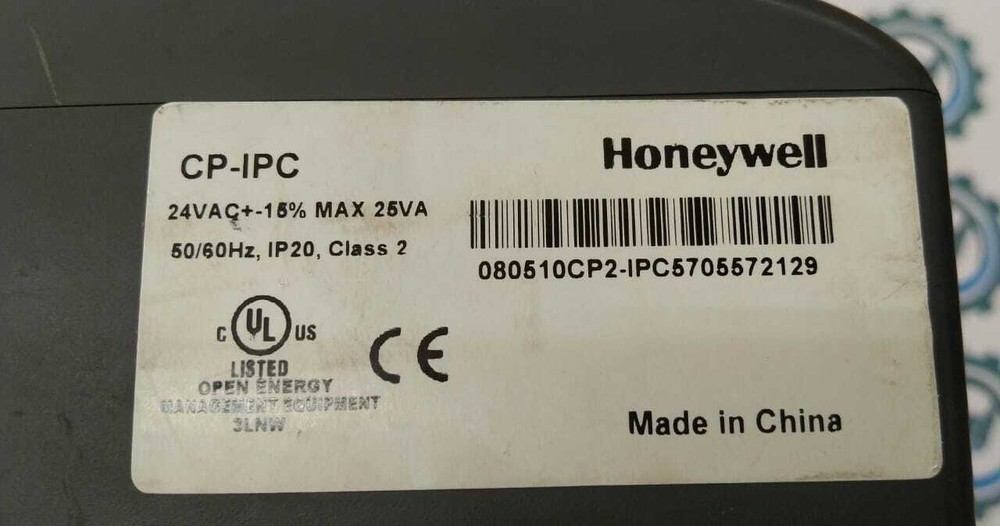 CP-IPC
Honeywell
24VAC+-15% MAX 25VA
50/60Hz, IP20, Class 2
080510CP2-IPC5705572129
C UL US
LISTED
OPEN ENERGY
MANAGEMENT EQUIPMENT
3LNW
CE
Made in China